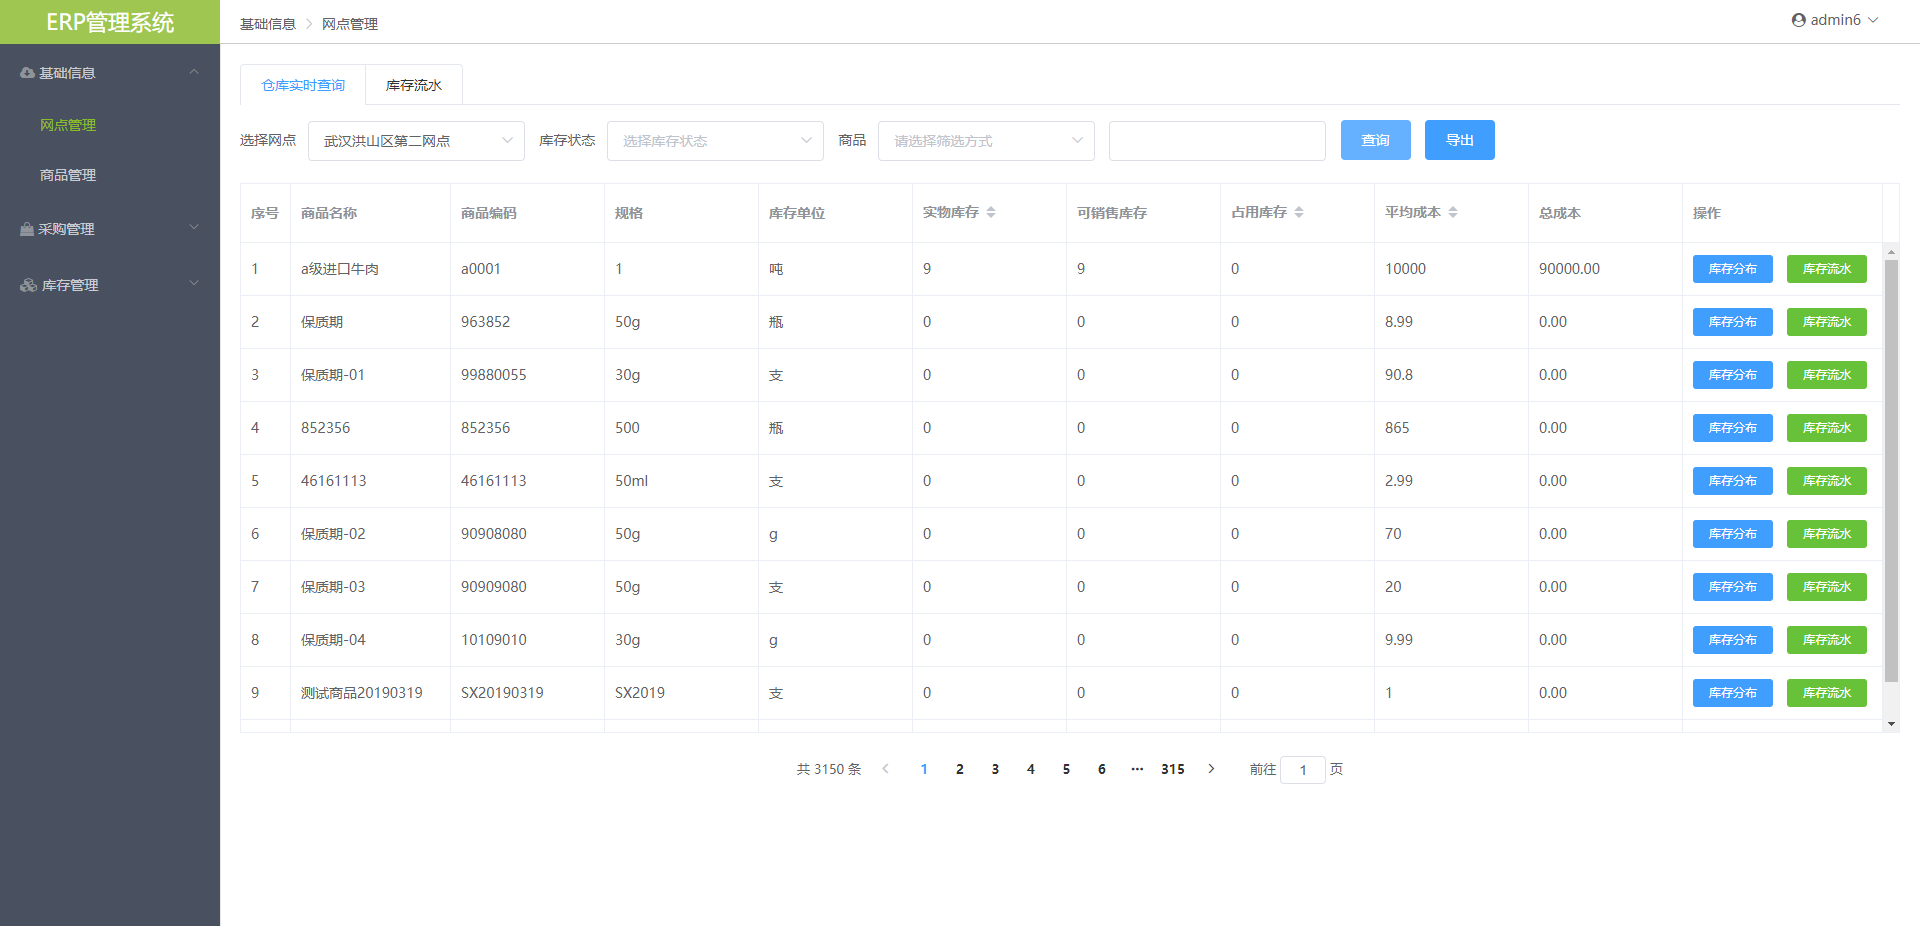 ERP管理系统
基础信息 > 网点管理
admin6
基础信息
网点管理
商品管理
采购管理
库存管理
仓库实时查询 库存流水
选择网点 武汉洪山区第二网点 库存状态 选择库存状态 商品 请选择筛选方式 查询 导出
序号 商品名称 商品编码 规格 库存单位 实物库存 可销售库存 占用库存 平均成本 总成本 操作
1 a级进口牛肉 a0001 1 吨 9 9 0 10000 90000.00 库存分布 库存流水
2 保质期 963852 50g 瓶 0 0 0 8.99 0.00 库存分布 库存流水
3 保质期-01 99880055 30g 支 0 0 0 90.8 0.00 库存分布 库存流水
4 852356 852356 500 瓶 0 0 0 865 0.00 库存分布 库存流水
5 46161113 46161113 50ml 支 0 0 0 2.99 0.00 库存分布 库存流水
6 保质期-02 90908080 50g g 0 0 0 70 0.00 库存分布 库存流水
7 保质期-03 90909080 50g 支 0 0 0 20 0.00 库存分布 库存流水
8 保质期-04 10109010 30g g 0 0 0 9.99 0.00 库存分布 库存流水
9 测试商品20190319 SX20190319 SX2019 支 0 0 0 1 0.00 库存分布 库存流水
共 3150 条 < 1 2 3 4 5 6 ··· 315 > 前往 1 页